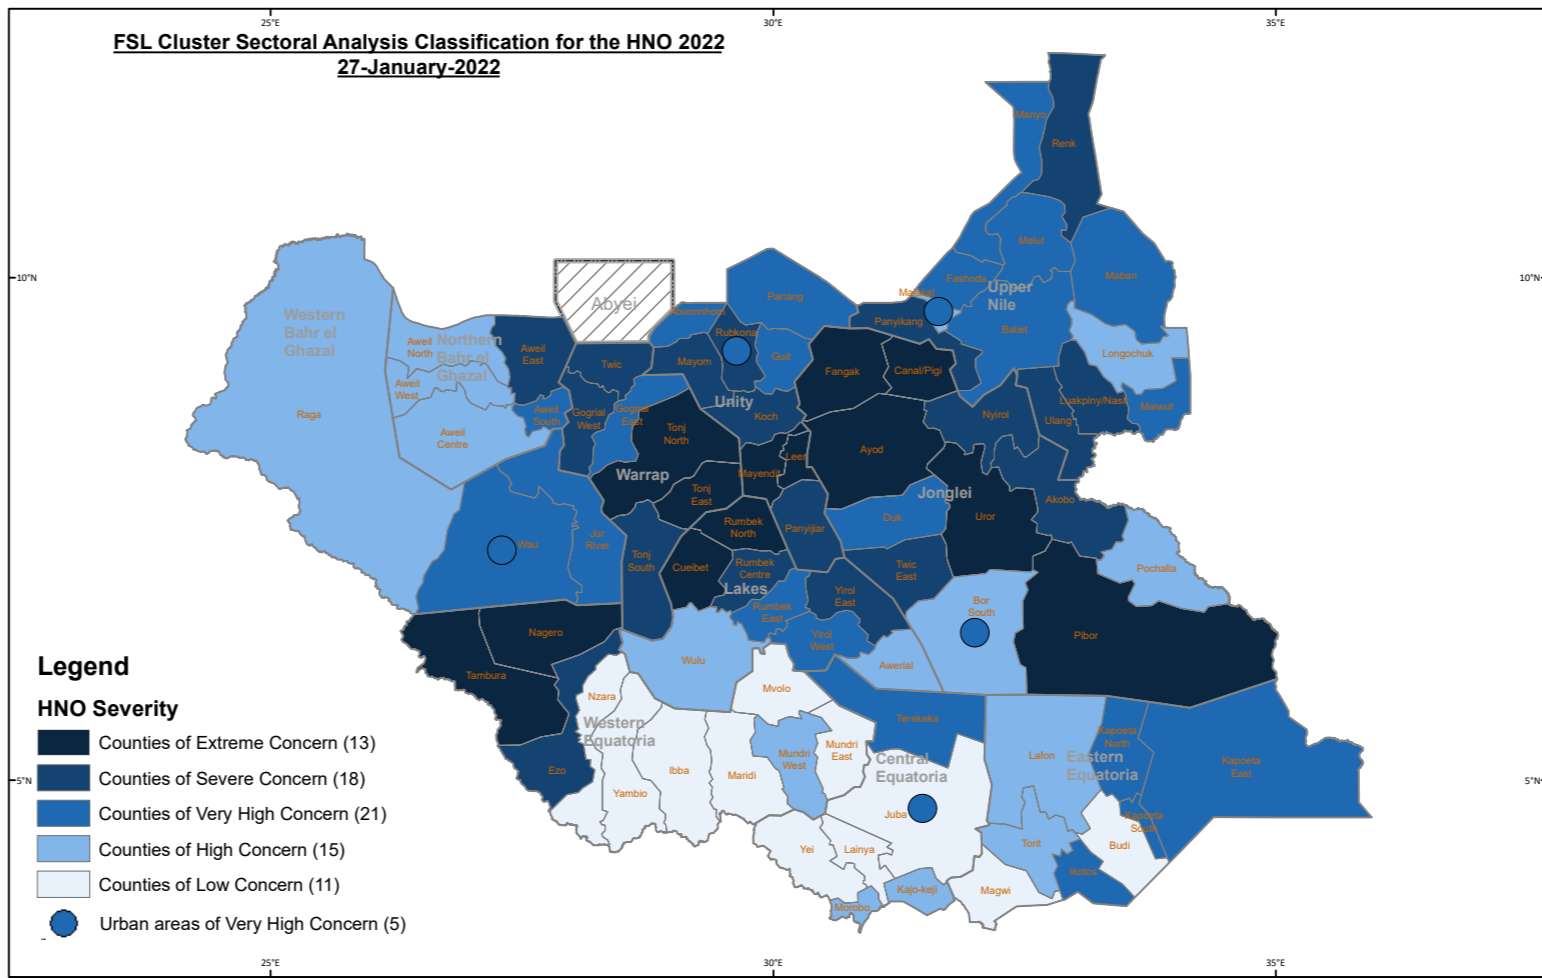 25°E
30°E
35°E
FSL Cluster Sectoral Analysis Classification for the HNO 2022
27-January-2022
10°N
10°N
5°N
5°N
Manyo
Renk
Melut
Maban
Fashoda
Upper
Nile
Baliet
Panyikang
Longochuk
Maiwut
Luakpiny/Nasir
Ulang
Nyirol
Canal/Pigi
Fangak
Pariang
Abiemnhom
Rubkona
Guit
Mayom
Unity
Koch
Abyei
Western
Bahr el
Ghazal
Northern
Bahr el
Ghazal
Aweil
North
Aweil
East
Aweil
West
Aweil
South
Aweil
Centre
Raga
Twic
Gogrial
West
Gogrial
East
Tonj
North
Warrap
Tonj
East
Tonj
South
Mayendit
Leer
Ayod
Jonglei
Duk
Uror
Akobo
Pochalla
Pibor
Wau
Jur
River
Rumbek
North
Panyijiar
Cueibet
Rumbek
Centre
Lakes
Rumbek
East
Yirol
East
Yirol
West
Twic
East
Bor
South
Awerial
Wulu
Nagero
Tambura
Ezo
Nzara
Western
Equatoria
Yambio
Ibba
Maridi
Mvolo
Mundri
West
Mundri
East
Terekeka
Central
Equatoria
Juba
Yei
Lainya
Morobo
Kajo-keji
Magwi
Lafon
Eastern
Equatoria
Torit
Ikotos
Budi
Kapoeta
North
Kapoeta
South
Kapoeta
East
Legend
HNO Severity
Counties of Extreme Concern (13)
Counties of Severe Concern (18)
Counties of Very High Concern (21)
Counties of High Concern (15)
Counties of Low Concern (11)
Urban areas of Very High Concern (5)
25°E
30°E
35°E